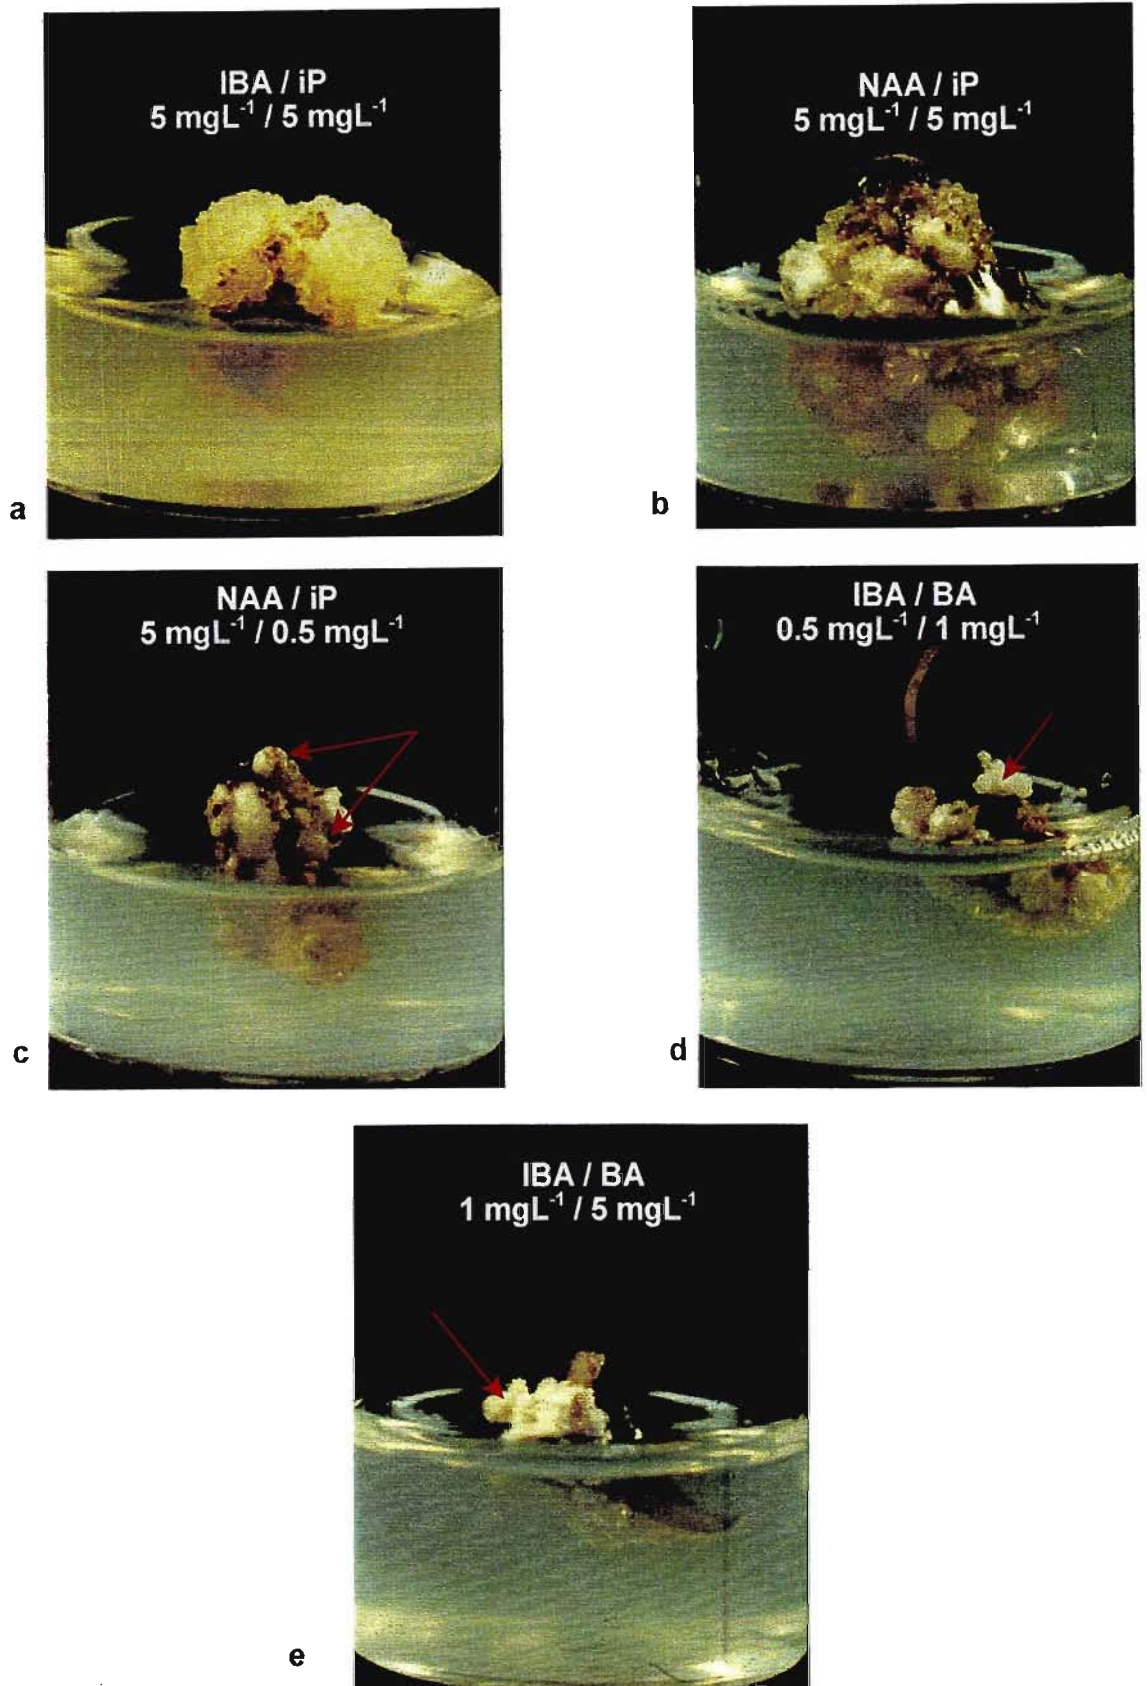 IBA / iP
5 mgL⁻¹ / 5 mgL⁻¹
a
NAA / iP
5 mgL⁻¹ / 5 mgL⁻¹
b
NAA / iP
5 mgL⁻¹ / 0.5 mgL⁻¹
c
IBA / BA
0.5 mgL⁻¹ / 1 mgL⁻¹
d
IBA / BA
1 mgL⁻¹ / 5 mgL⁻¹
e